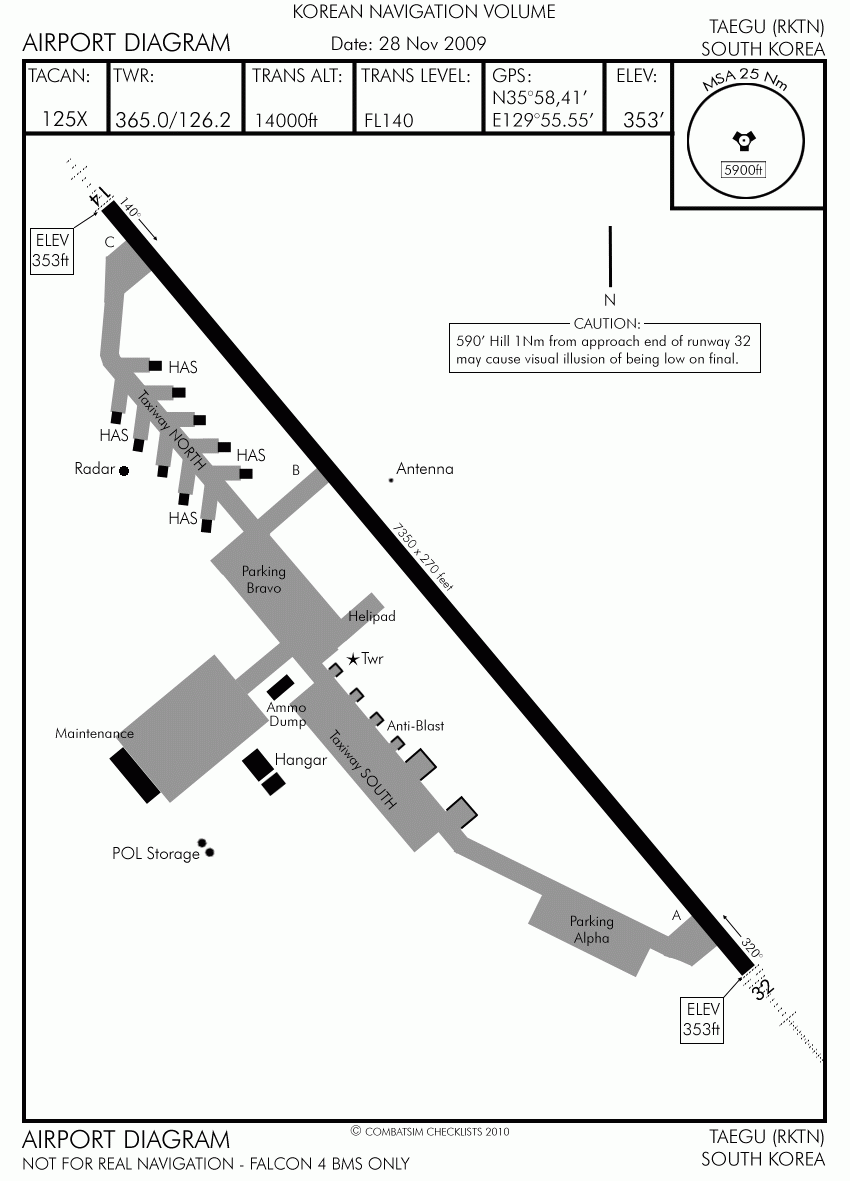 KOREAN NAVIGATION VOLUME
AIRPORT DIAGRAM
Date: 28 Nov 2009
TAEGU (RKTN)
SOUTH KOREA
TACAN:
125X
TWR:
365.0/126.2
TRANS ALT:
14000ft
TRANS LEVEL:
FL140
GPS:
N35°58,41'
E129°55.55'
ELEV:
353'
MSA 25 Nm
5900ft
14
140°
ELEV
353ft
C
N
CAUTION:
590' Hill 1Nm from approach end of runway 32
may cause visual illusion of being low on final.
HAS
Taxiway NORTH
HAS
HAS
Radar
B
Antenna
HAS
7350 x 270 feet
Parking
Bravo
Helipad
Twr
Ammo
Dump
Anti-Blast
Maintenance
Taxiway SOUTH
Hangar
POL Storage
Parking
Alpha
A
320°
32
ELEV
353ft
© COMBATSIM CHECKLISTS 2010
AIRPORT DIAGRAM
NOT FOR REAL NAVIGATION - FALCON 4 BMS ONLY
TAEGU (RKTN)
SOUTH KOREA